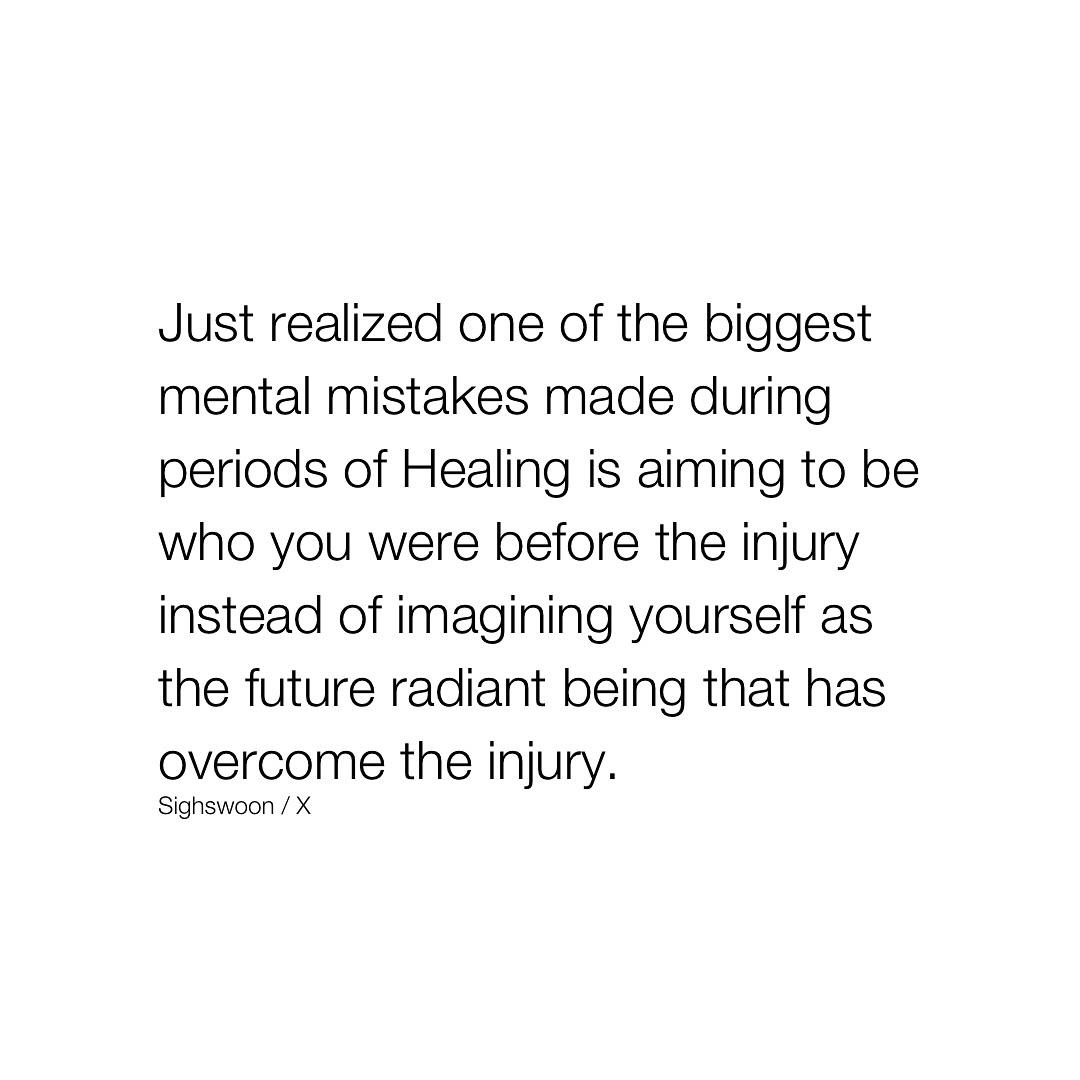 Just realized one of the biggest
mental mistakes made during
periods of Healing is aiming to be
who you were before the injury
instead of imagining yourself as
the future radiant being that has
overcome the injury.
Sighswoon / X